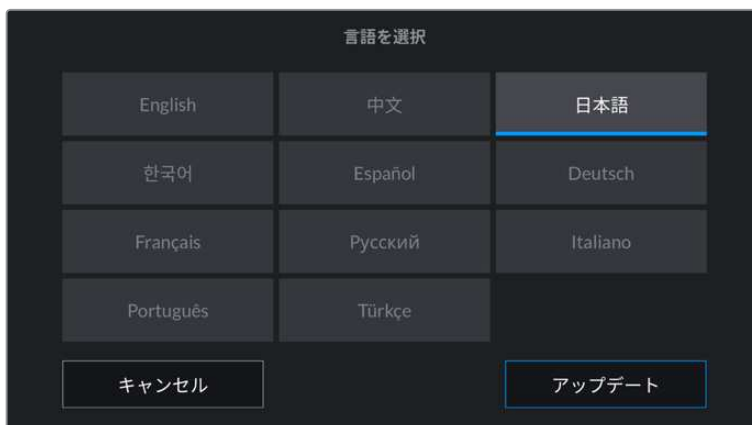 言語を選択
English 中文 日本語
한국어 Español Deutsch
Français Русский Italiano
Português Türkçe
キャンセル アップデート